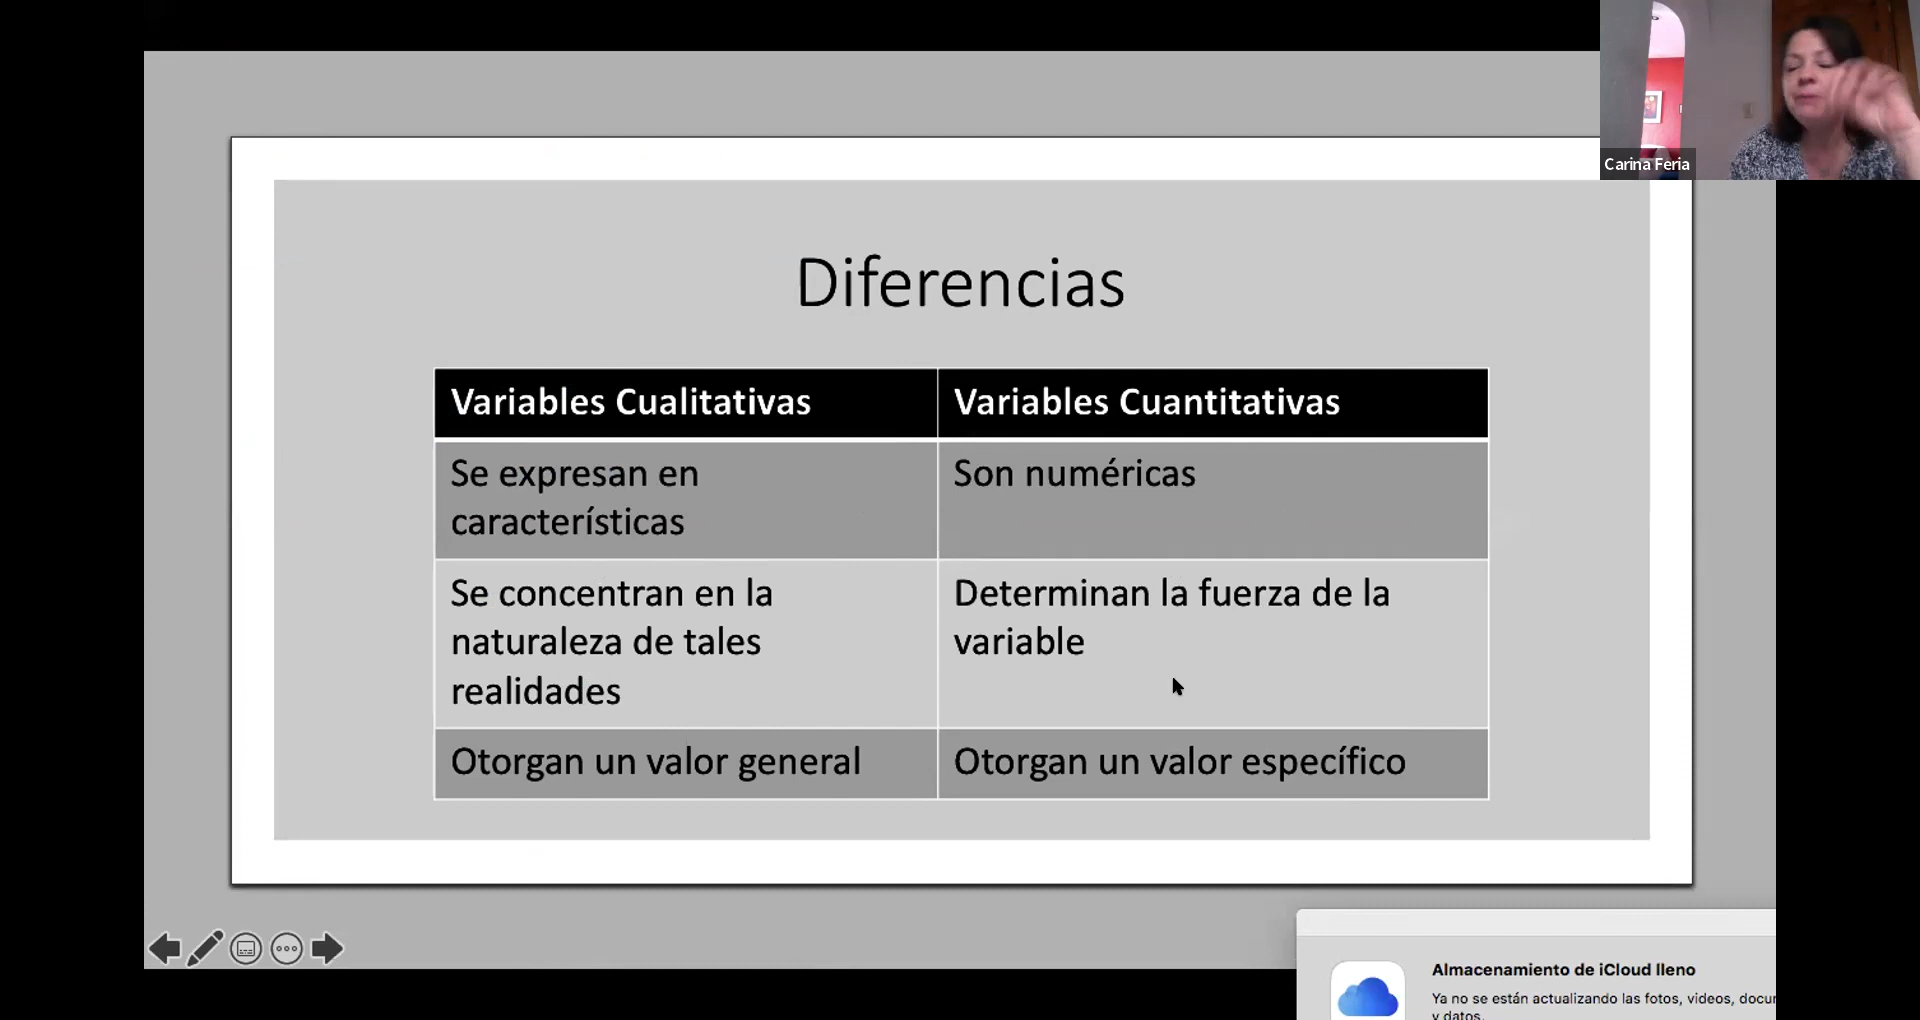 Carina Feria
Diferencias
Variables Cualitativas
Variables Cuantitativas
Se expresan en
características
Son numéricas
Se concentran en la
naturaleza de tales
realidades
Determinan la fuerza de la
variable
Otorgan un valor general
Otorgan un valor específico
Almacenamiento de iCloud lleno
Ya no se están actualizando las fotos, videos,
y datos.